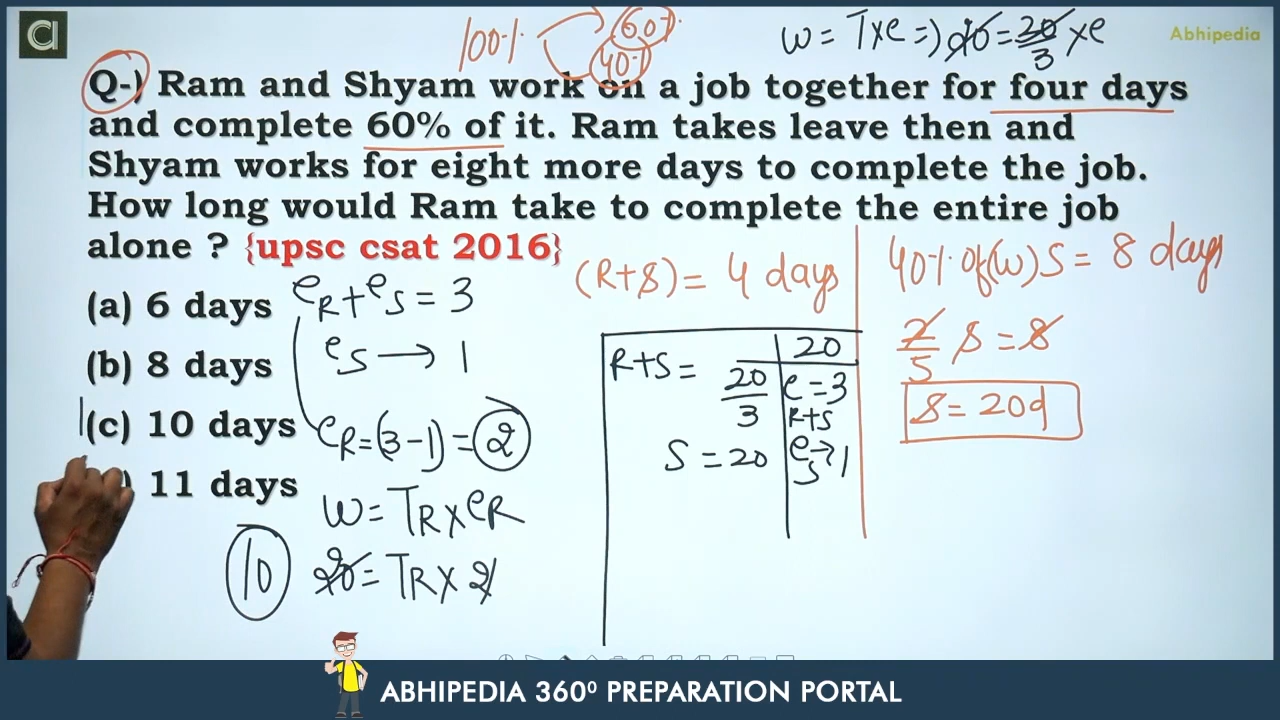 100%
60%
40%
w = T×e ⇒) 20 = 20/3 × e
Abhipedia
Q-) Ram and Shyam work on a job together for four days
and complete 60% of it. Ram takes leave then and
Shyam works for eight more days to complete the job.
How long would Ram take to complete the entire job
alone ? {upsc csat 2016}
(a) 6 days
(b) 8 days
(c) 10 days
11 days
eR + eS = 3
eS → 1
eR = (3-1) = 2
w = TR × eR
20 = TR × 2
10
(R+S) = 4 days
20
R+S = 20/3 e = 3
R+S
S = 20 e → 1
S
40% of (w) S = 8 days
2/5 S = 8
S = 20d
ABHIPEDIA 360⁰ PREPARATION PORTAL